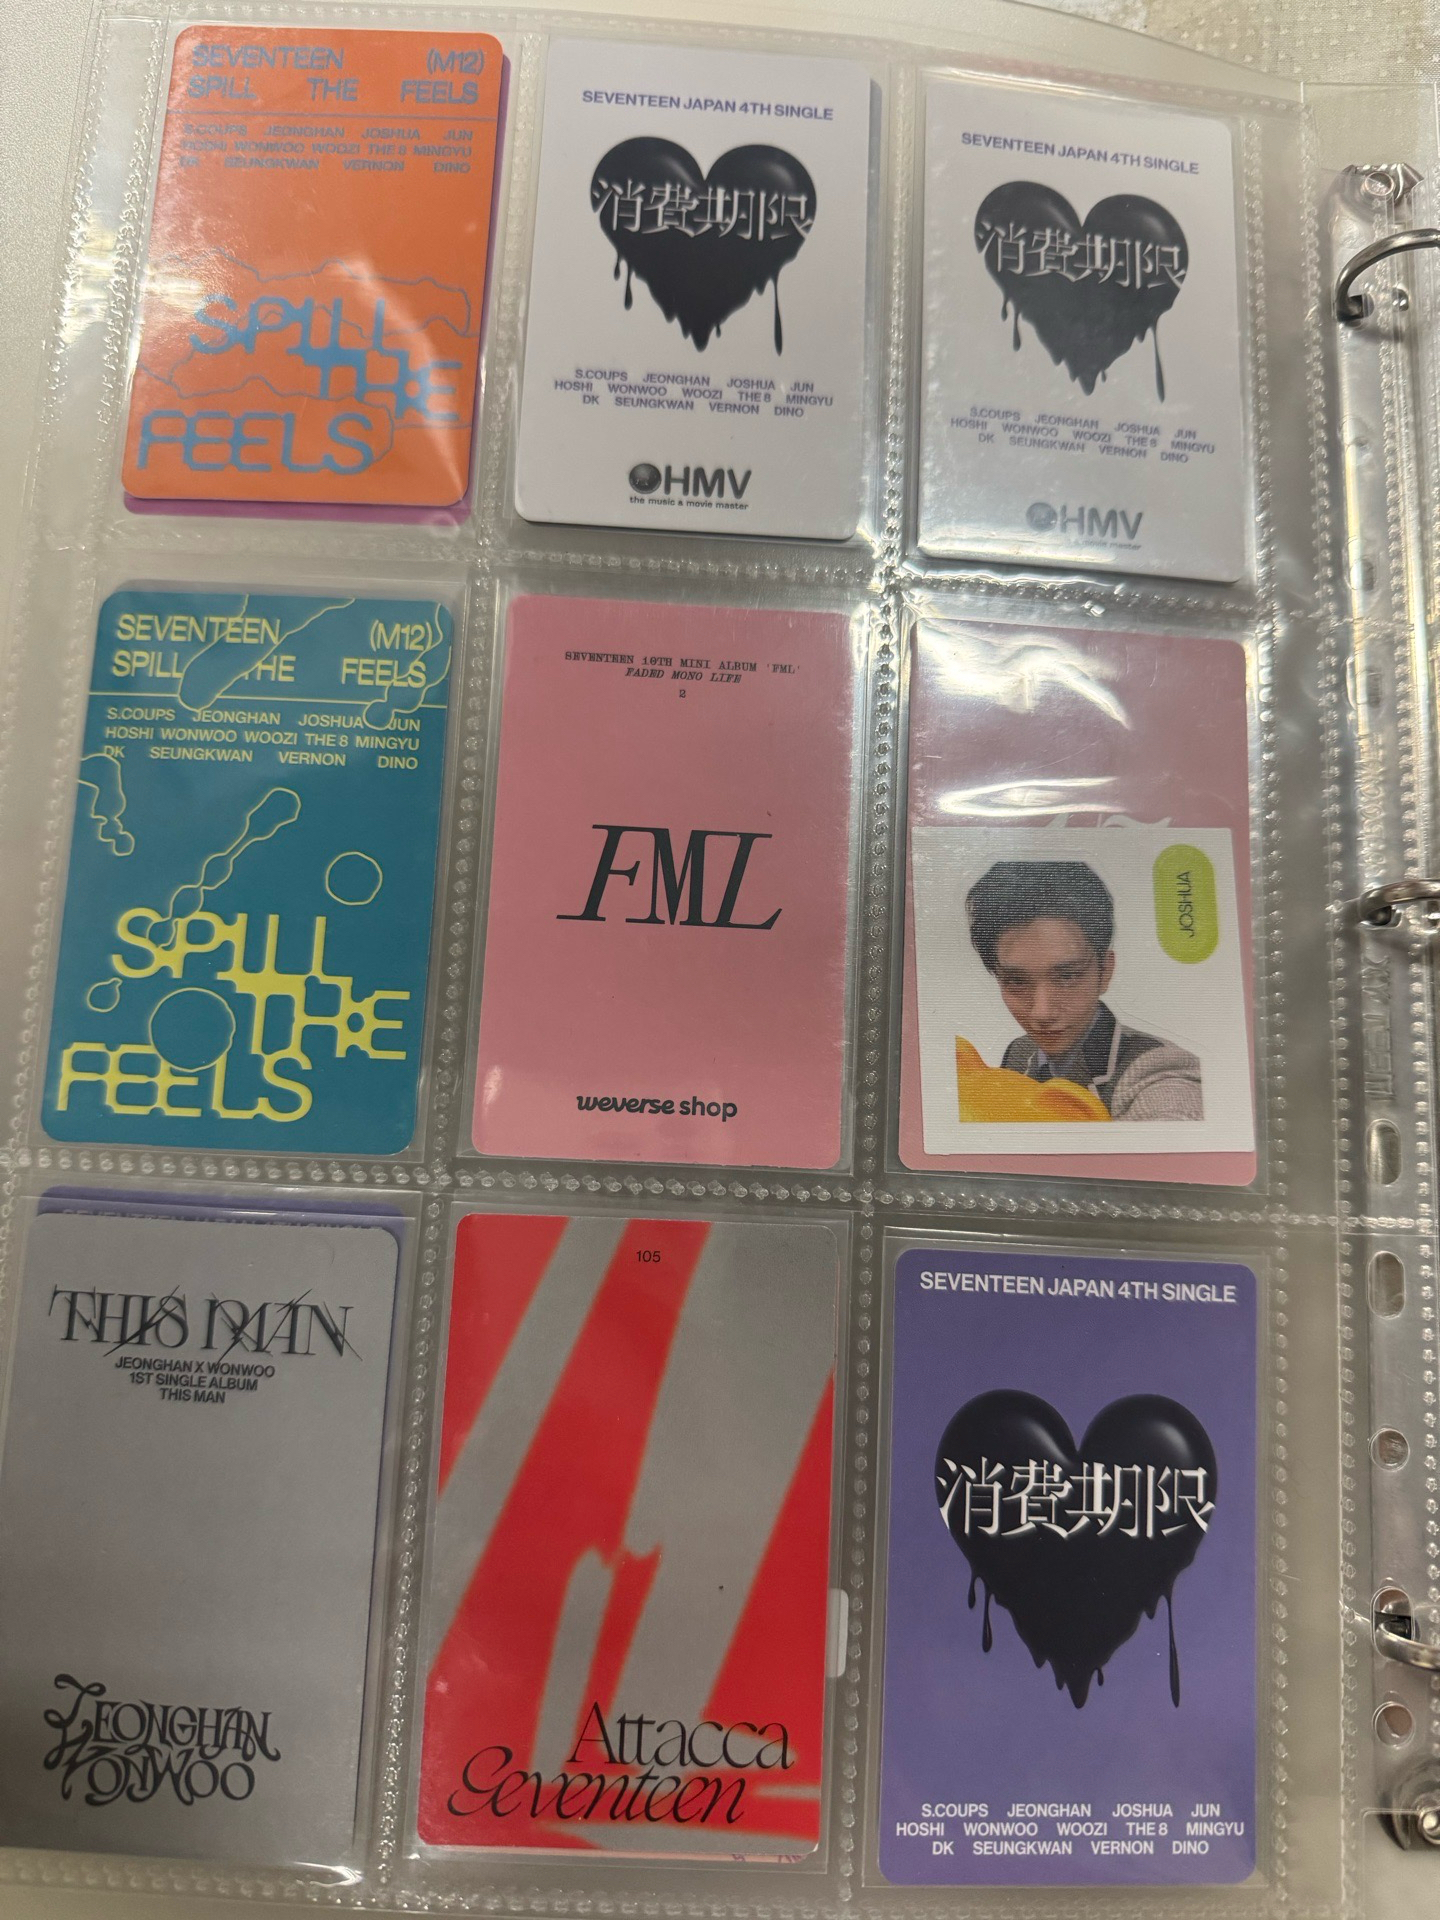 SEVENTEEN (M12)
SPILL THE FEELS
S.COUPS JEONGHAN JOSHUA JUN
HOSHI WONWOO WOOZI THE 8 MINGYU
DK SEUNGKWAN VERNON DINO
SPILL
THE
FEELS
SEVENTEEN JAPAN 4TH SINGLE
消費期限
S.COUPS JEONGHAN JOSHUA JUN
HOSHI WONWOO WOOZI THE 8 MINGYU
DK SEUNGKWAN VERNON DINO
HMV
the music & movie master
SEVENTEEN JAPAN 4TH SINGLE
消費期限
S.COUPS JEONGHAN JOSHUA JUN
HOSHI WONWOO WOOZI THE 8 MINGYU
DK SEUNGKWAN VERNON DINO
HMV
movie master
SEVENTEEN (M12)
SPILL THE FEELS
S.COUPS JEONGHAN JOSHUA JUN
HOSHI WONWOO WOOZI THE 8 MINGYU
DK SEUNGKWAN VERNON DINO
SPILL
THE
FEELS
SEVENTEEN 10TH MINI ALBUM 'FML'
FADED MONO LIFE
2
FML
weverse shop
JOSHUA
THIS MAN
JEONGHAN X WONWOO
1ST SINGLE ALBUM
THIS MAN
JEONGHAN
WONWOO
105
Attacca
Seventeen
SEVENTEEN JAPAN 4TH SINGLE
消費期限
S.COUPS JEONGHAN JOSHUA JUN
HOSHI WONWOO WOOZI THE 8 MINGYU
DK SEUNGKWAN VERNON DINO